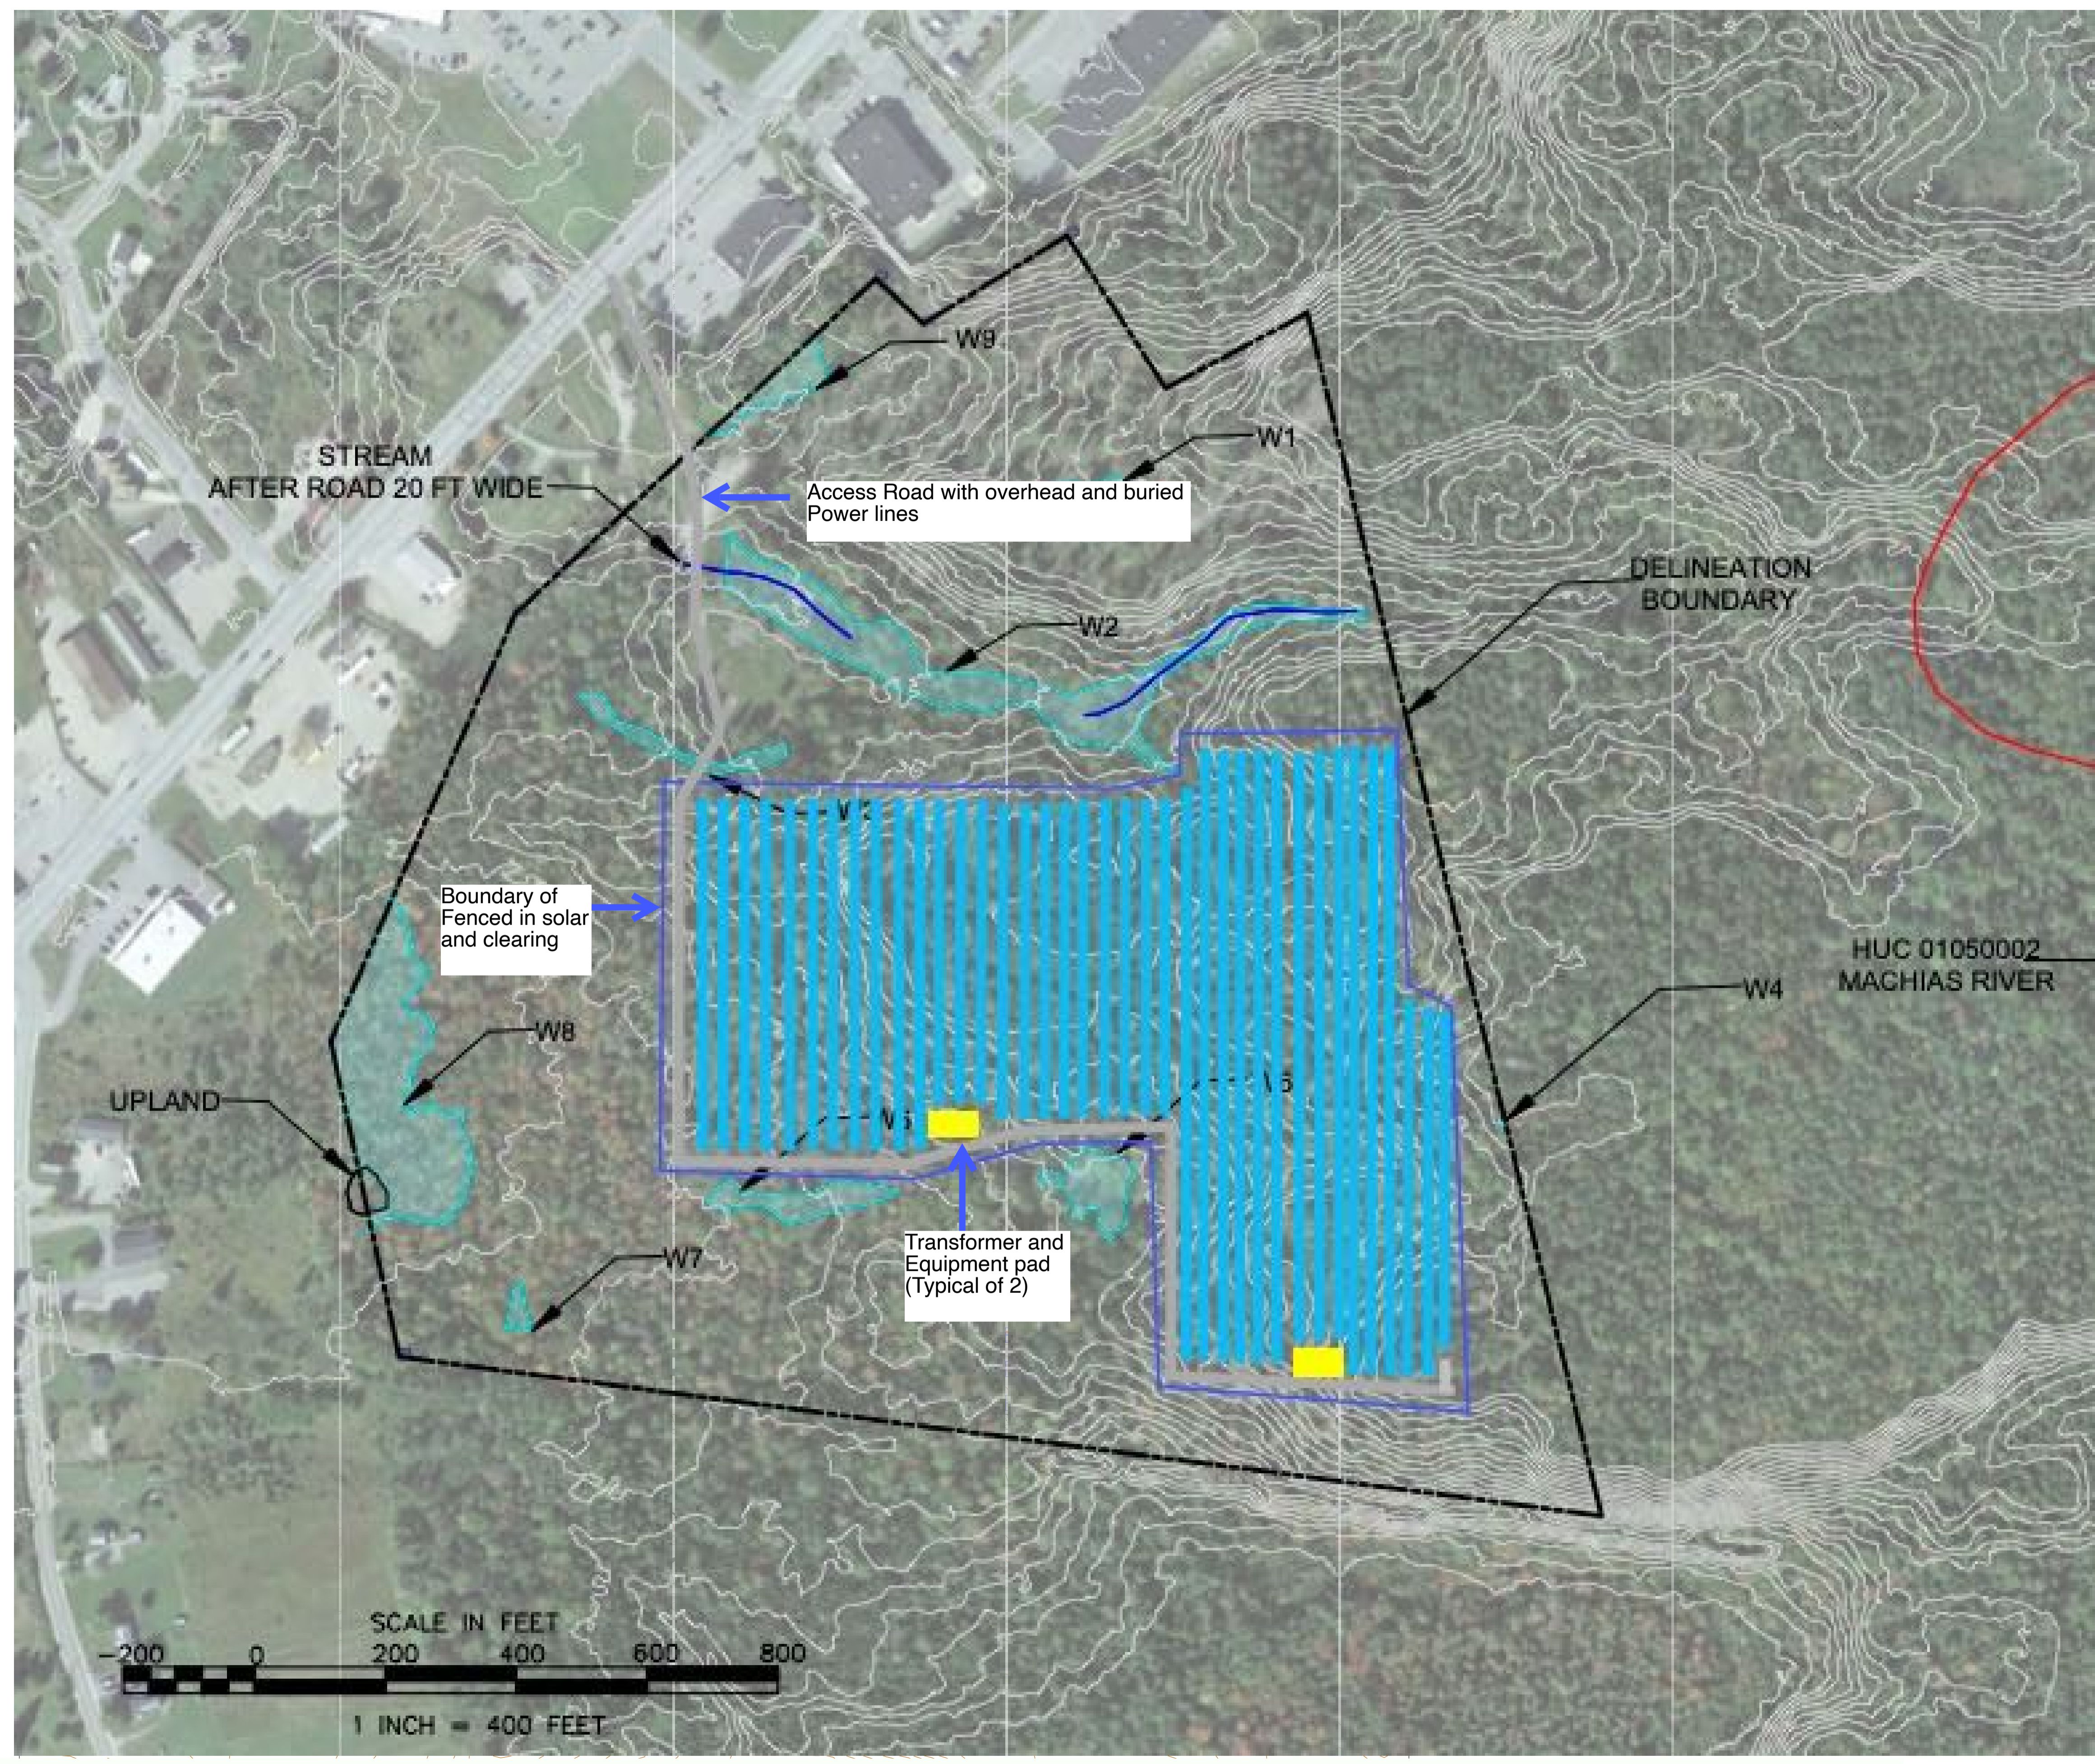 W9
W1
STREAM
AFTER ROAD 20 FT WIDE
Access Road with overhead and buried
Power lines
DELINEATION
BOUNDARY
W2
Boundary of
Fenced in solar
and clearing
HUC 01050002
MACHIAS RIVER
W4
W8
UPLAND
Transformer and
Equipment pad
(Typical of 2)
W7
SCALE IN FEET
-200 0 200 400 600 800
1 INCH = 400 FEET